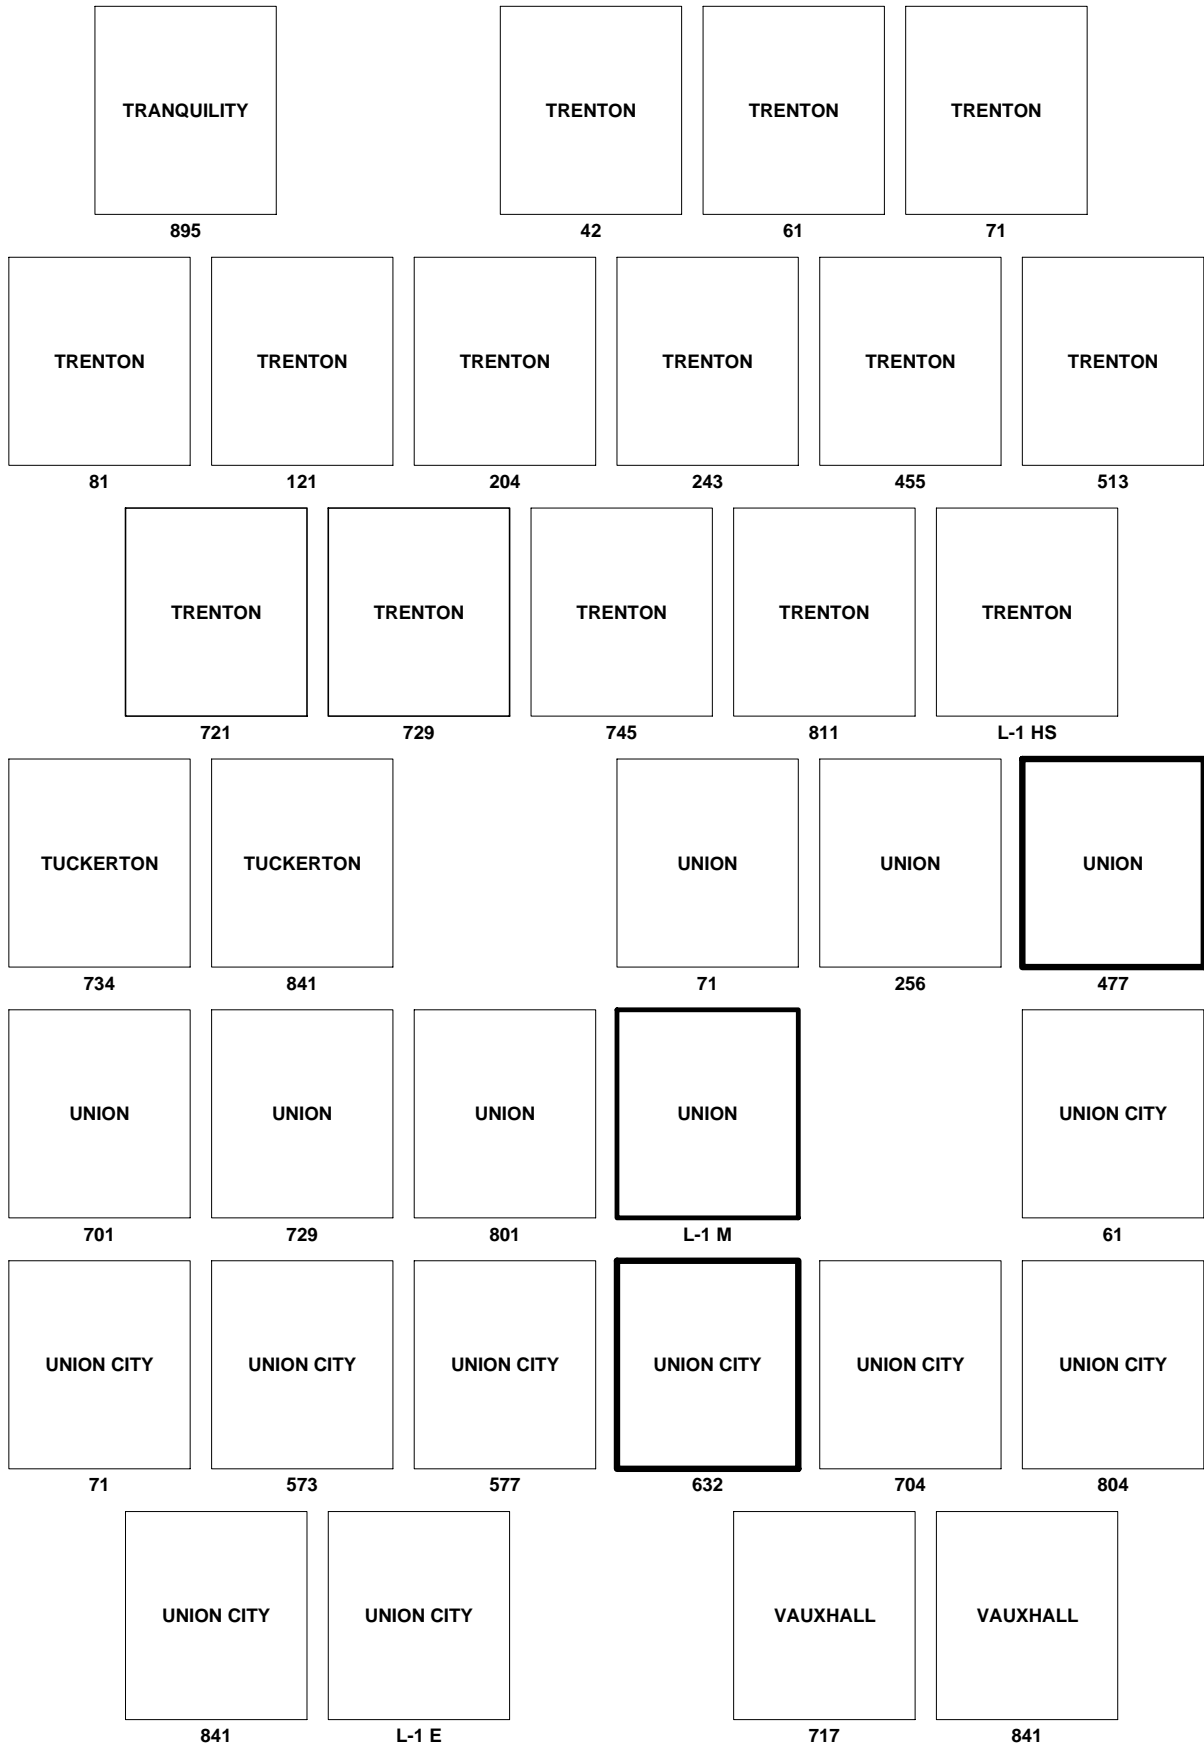 TRANQUILITY TRENTON TRENTON TRENTON
895 42 61 71
TRENTON TRENTON TRENTON TRENTON TRENTON TRENTON
81 121 204 243 455 513
TRENTON TRENTON TRENTON TRENTON TRENTON
721 729 745 811 L-1 HS
TUCKERTON TUCKERTON UNION UNION UNION
734 841 71 256 477
UNION UNION UNION UNION UNION CITY
701 729 801 L-1 M 61
UNION CITY UNION CITY UNION CITY UNION CITY UNION CITY UNION CITY
71 573 577 632 704 804
UNION CITY UNION CITY VAUXHALL VAUXHALL
841 L-1 E 717 841